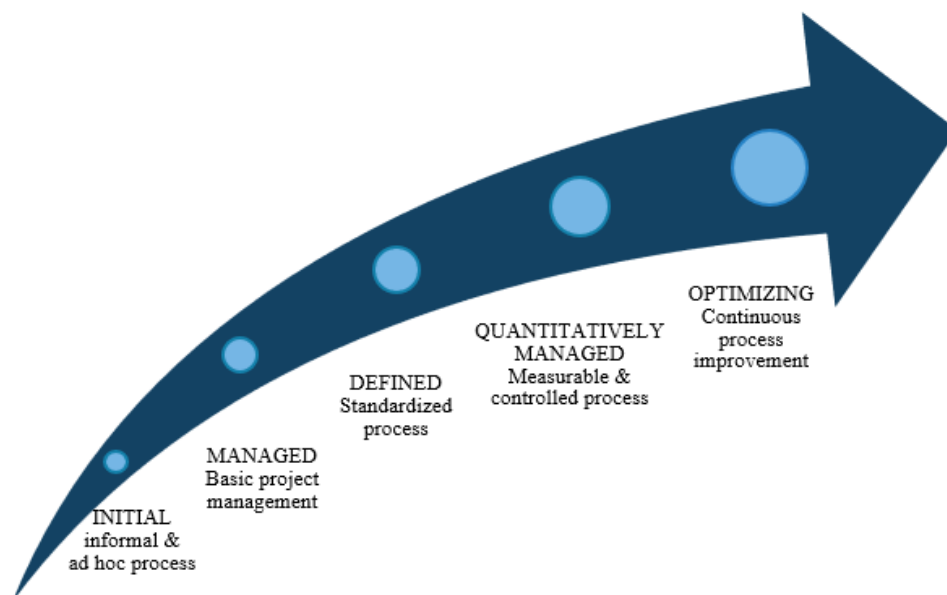 INITIAL
informal &
ad hoc process
MANAGED
Basic project
management
DEFINED
Standardized
process
QUANTITATIVELY
MANAGED
Measurable &
controlled process
OPTIMIZING
Continuous
process
improvement